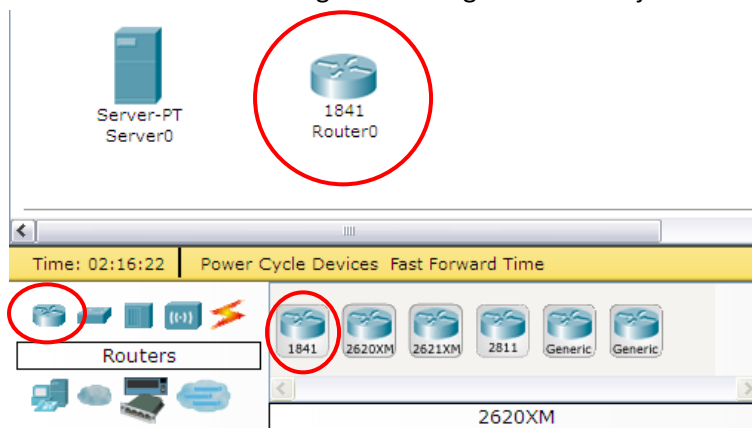 Server-PT
Server0
1841
Router0
Time: 02:16:22 Power Cycle Devices Fast Forward Time
Routers
1841
2620XM
2621XM
2811
Generic
Generic
2620XM